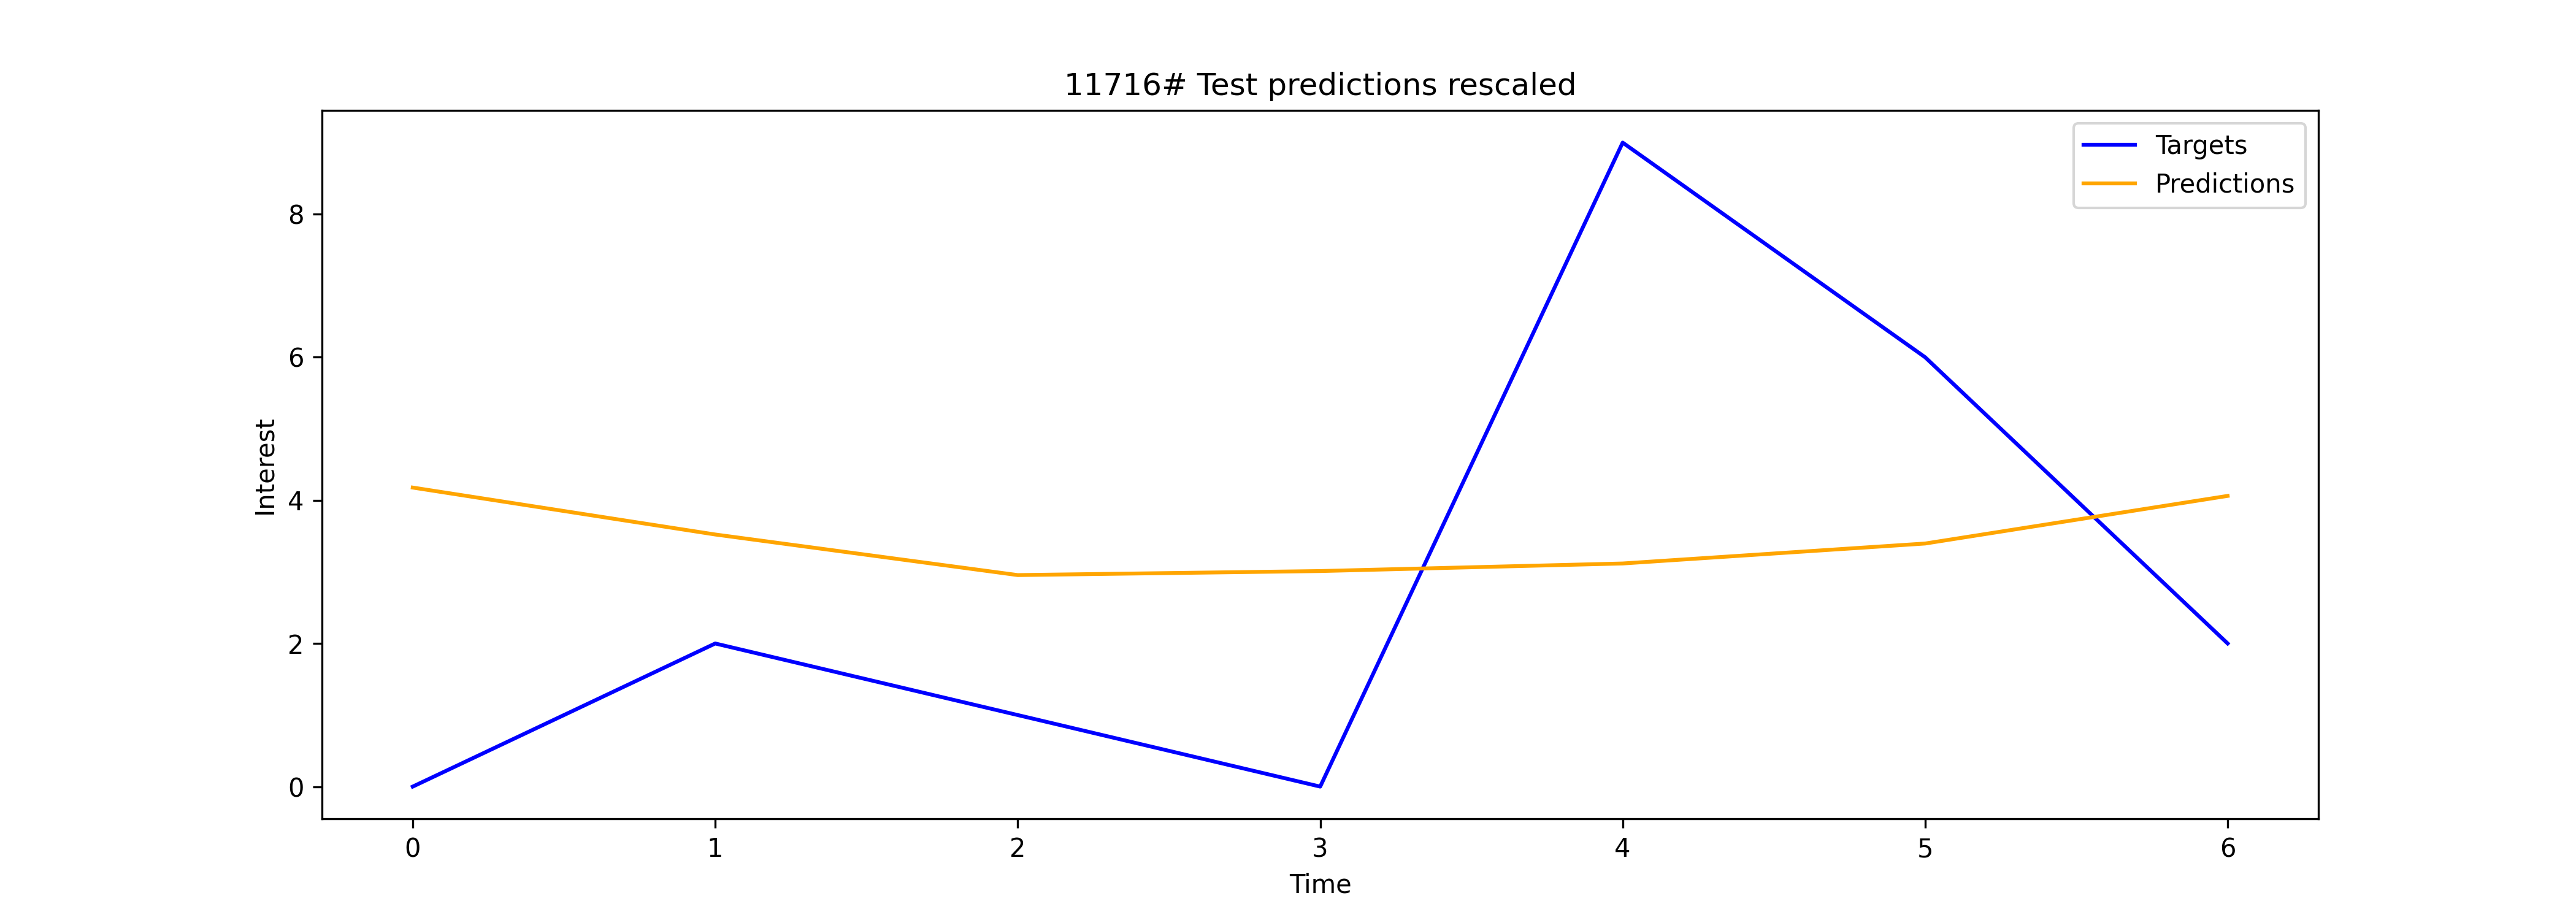 11716# Test predictions rescaled
Targets
Predictions
Interest
8
6
4
2
0
0 1 2 3 4 5 6
Time